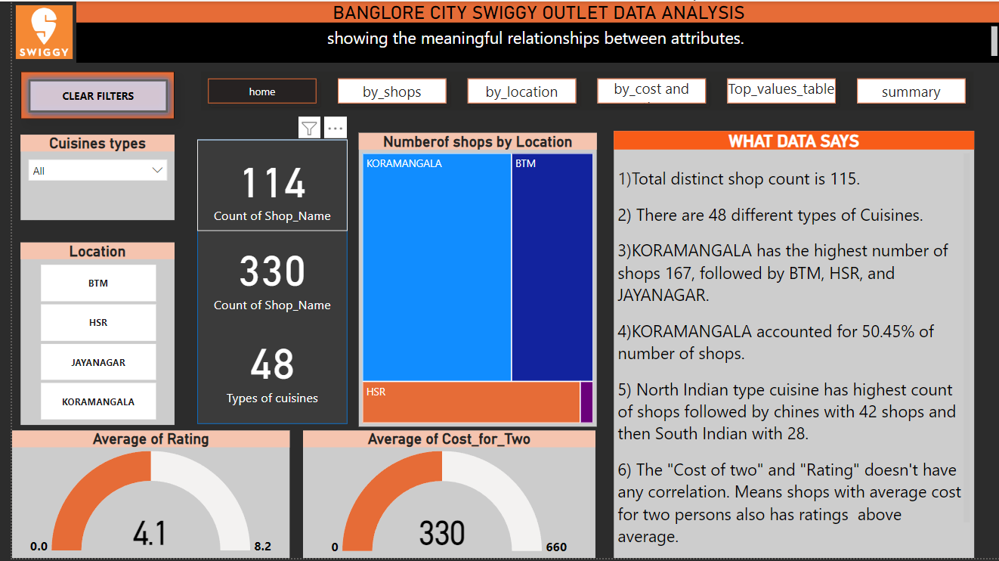 BANGLORE CITY SWIGGY OUTLET DATA ANALYSIS
showing the meaningful relationships between attributes.
SWIGGY
CLEAR FILTERS
home
by_shops
by_location
by_cost and
Top_values_table
summary
Cuisines types
All
Location
BTM
HSR
JAYANAGAR
KORAMANGALA
114
Count of Shop_Name
330
Count of Shop_Name
48
Types of cuisines
Numberof shops by Location
KORAMANGALA
BTM
HSR
WHAT DATA SAYS
1)Total distinct shop count is 115.
2) There are 48 different types of Cuisines.
3)KORAMANGALA has the highest number of
shops 167, followed by BTM, HSR, and
JAYANAGAR.
4)KORAMANGALA accounted for 50.45% of
number of shops.
5) North Indian type cuisine has highest count
of shops followed by chines with 42 shops and
then South Indian with 28.
6) The "Cost of two" and "Rating" doesn't have
any correlation. Means shops with average cost
for two persons also has ratings  above
average.
Average of Rating
4.1
0.0
8.2
Average of Cost_for_Two
330
0
660